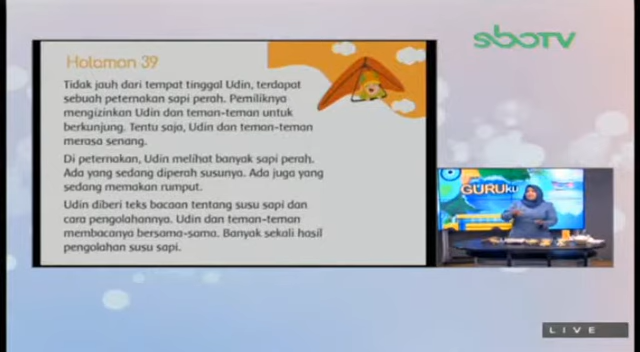 sboTV
Halaman 39
Tidak jauh dari tempat tinggal Udin, terdapat
sebuah peternakan sapi perah. Pemiliknya
mengizinkan Udin dan teman-teman untuk
berkunjung. Tentu saja, Udin dan teman-teman
merasa senang.
Di peternakan, Udin melihat banyak sapi perah.
Ada yang sedang diperah susunya. Ada juga yang
sedang memakan rumput.
Udin diberi teks bacaan tentang susu sapi dan
cara pengolahannya. Udin dan teman-teman
membacanya bersama-sama. Banyak sekali hasil
pengolahan susu sapi.
GURUku
LIVE